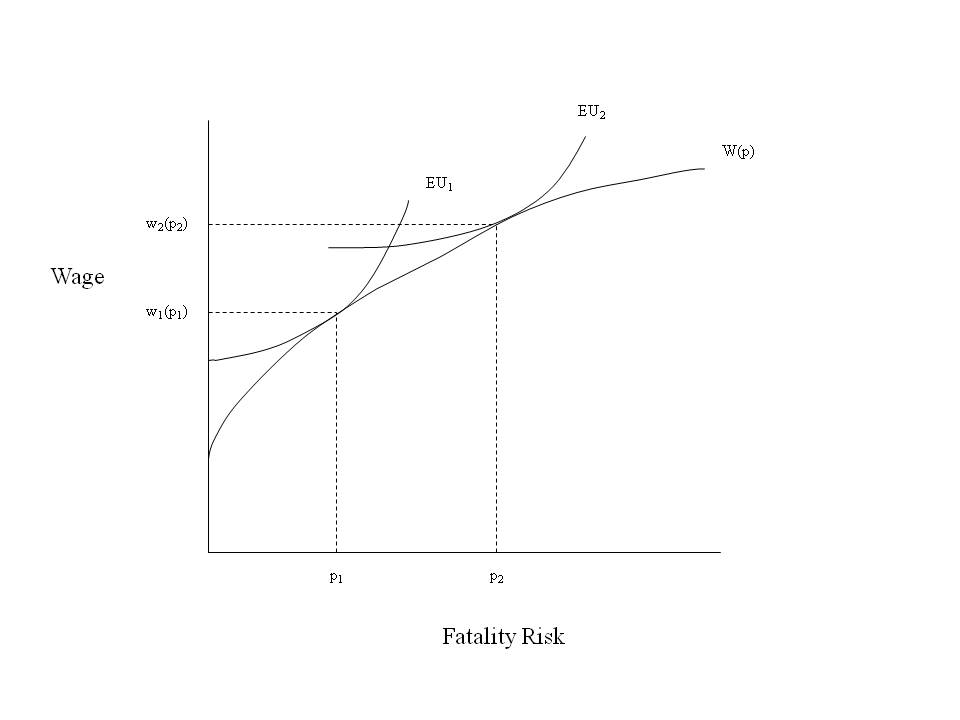 EU₂
W(p)
EU₁
w₂(p₂)
Wage
w₁(p₁)
p₁
p₂
Fatality Risk